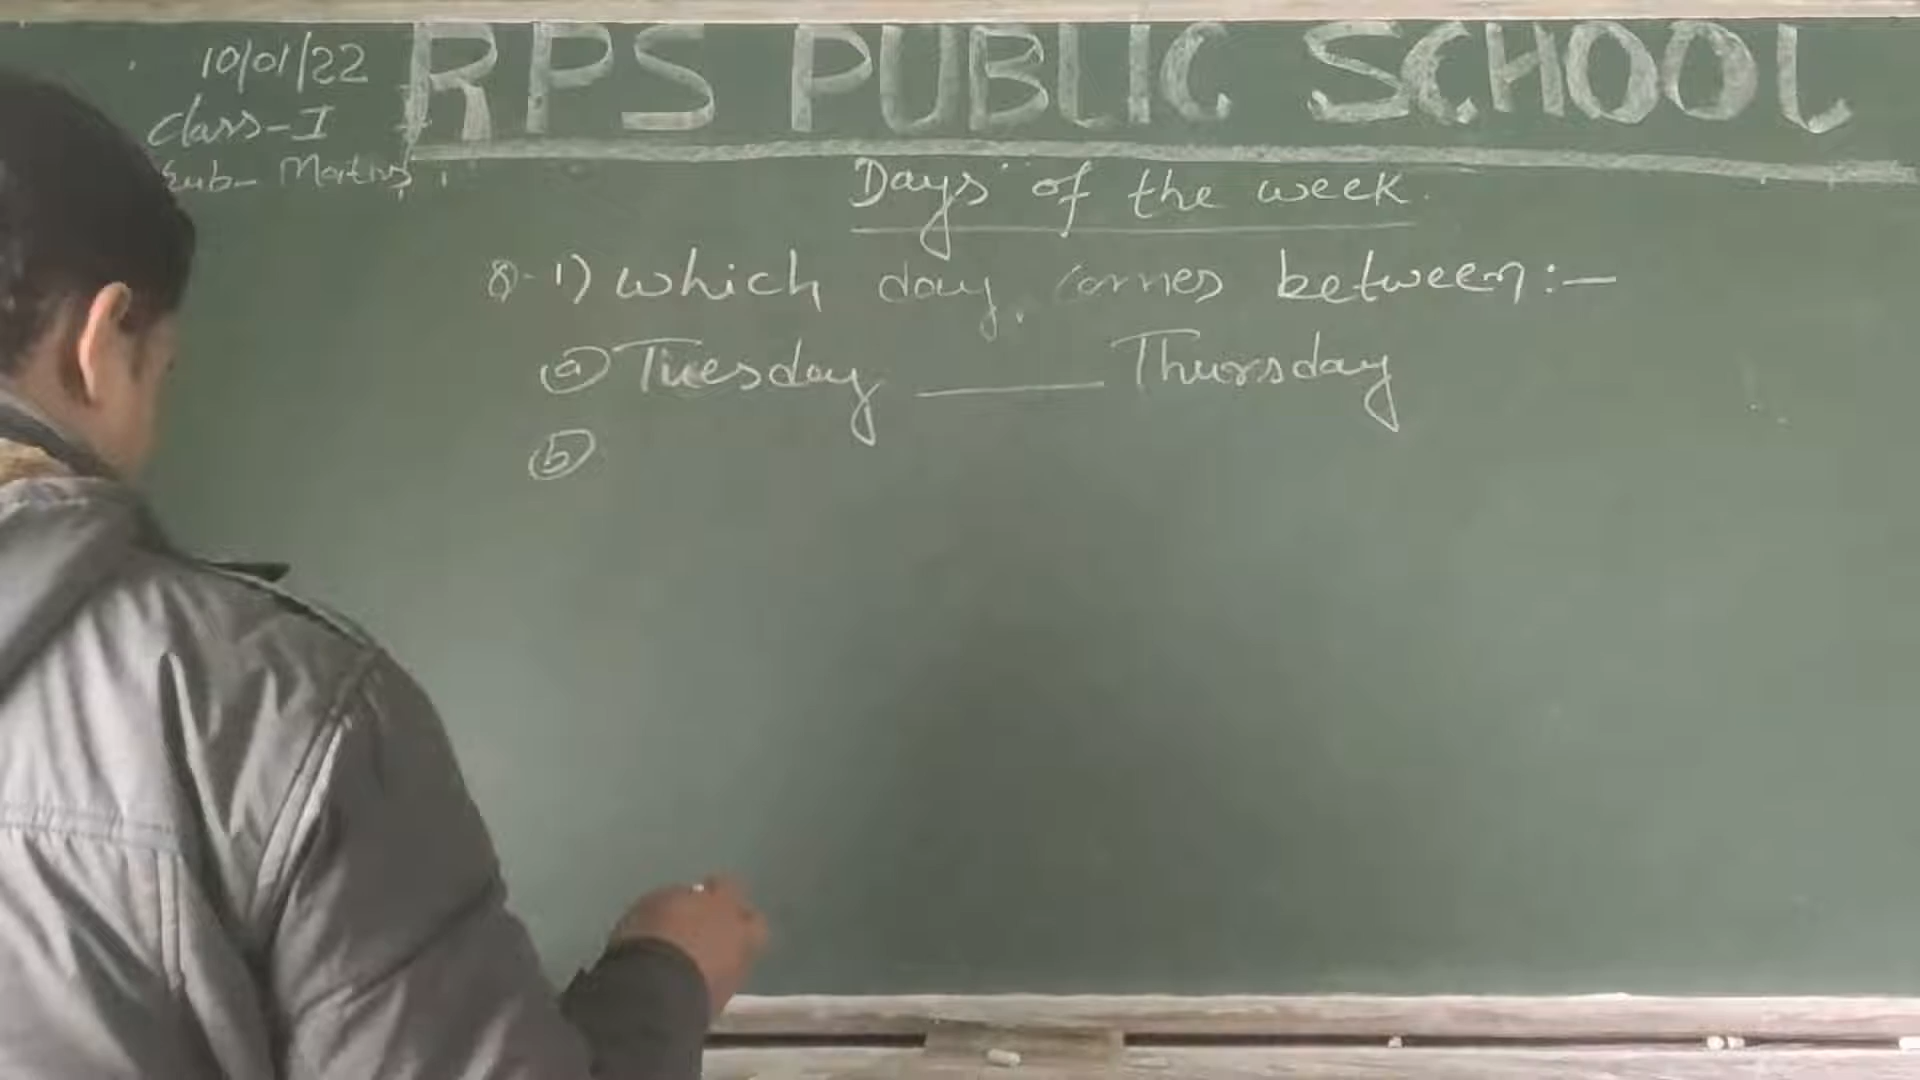 10/01/22
Class-I
Sub- Maths
RPS PUBLIC SCHOOL
Days of the week.
Q-1) Which day comes between:-
(a) Tuesday ______ Thursday
(b)